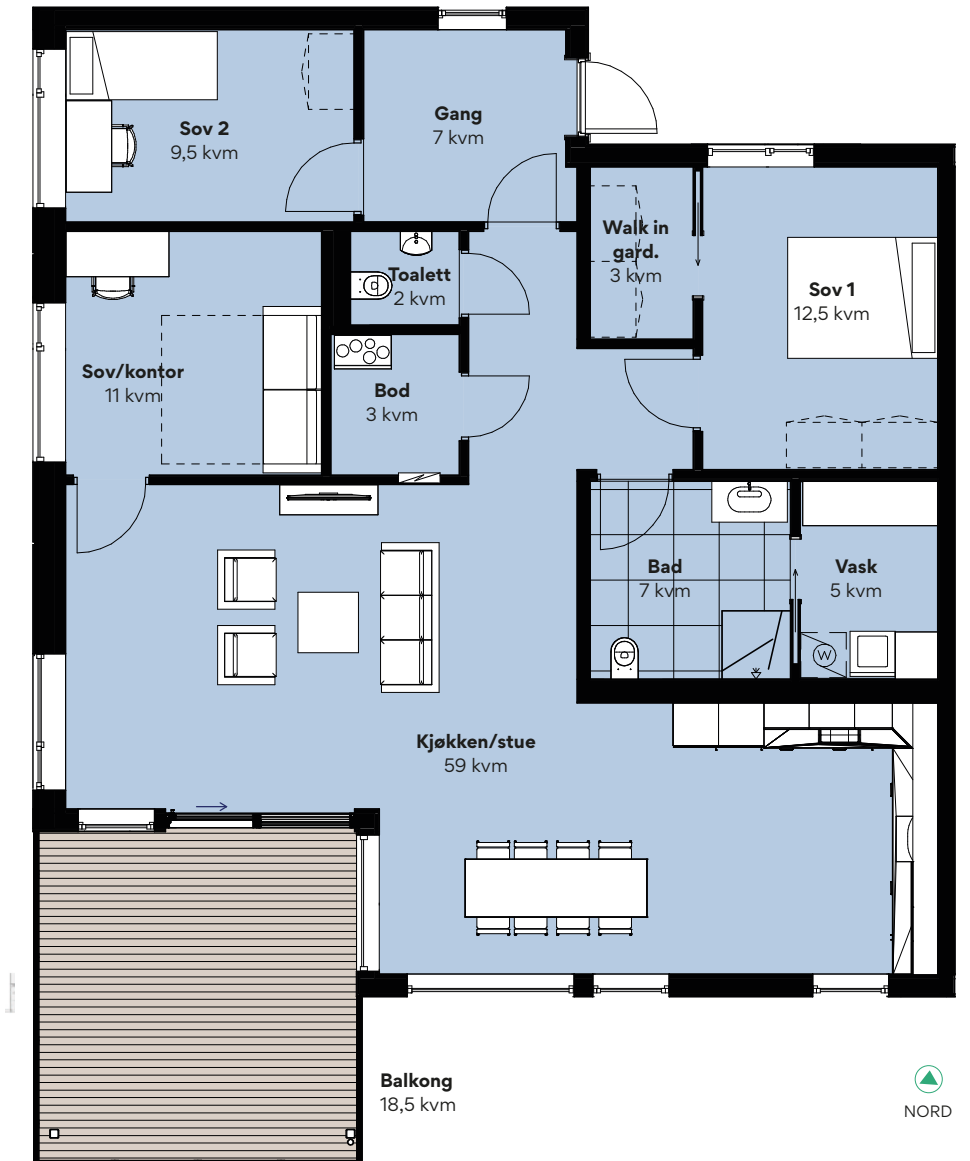 Sov 2
9,5 kvm
Gang
7 kvm
Walk in
gard.
3 kvm
Toalett
2 kvm
Sov 1
12,5 kvm
Sov/kontor
11 kvm
Bod
3 kvm
Bad
7 kvm
Vask
5 kvm
W
Kjøkken/stue
59 kvm
Balkong
18,5 kvm
NORD